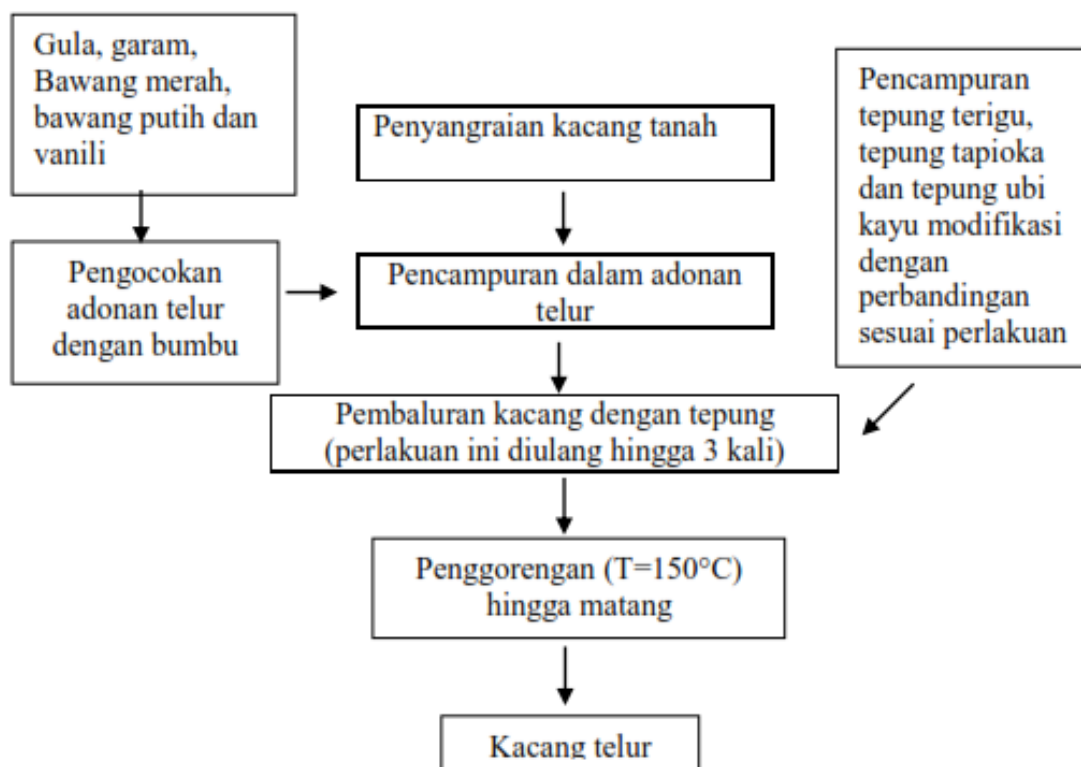 Gula, garam,
Bawang merah,
bawang putih dan
vanili
Penyangraian kacang tanah
Pencampuran
tepung terigu,
tepung tapioka
dan tepung ubi
kayu modifikasi
dengan
perbandingan
sesuai perlakuan
Pengocokan
adonan telur
dengan bumbu
Pencampuran dalam adonan
telur
Pembaluran kacang dengan tepung
(perlakuan ini diulang hingga 3 kali)
Penggorengan (T=150°C)
hingga matang
Kacang telur